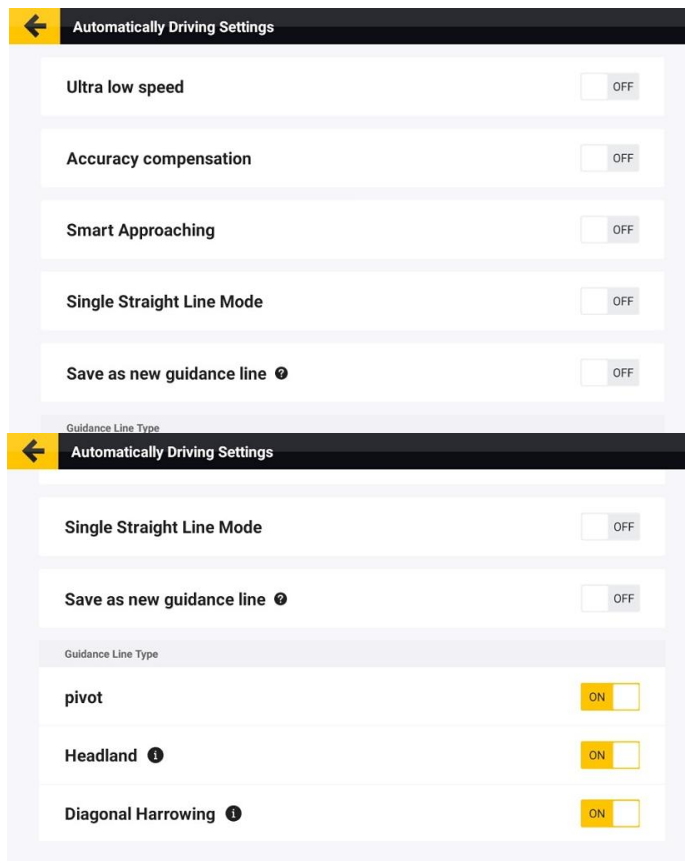 Automatically Driving Settings
Ultra low speed OFF
Accuracy compensation OFF
Smart Approaching OFF
Single Straight Line Mode OFF
Save as new guidance line ? OFF
Guidance Line Type
Automatically Driving Settings
Single Straight Line Mode OFF
Save as new guidance line ? OFF
Guidance Line Type
pivot ON
Headland i ON
Diagonal Harrowing i ON